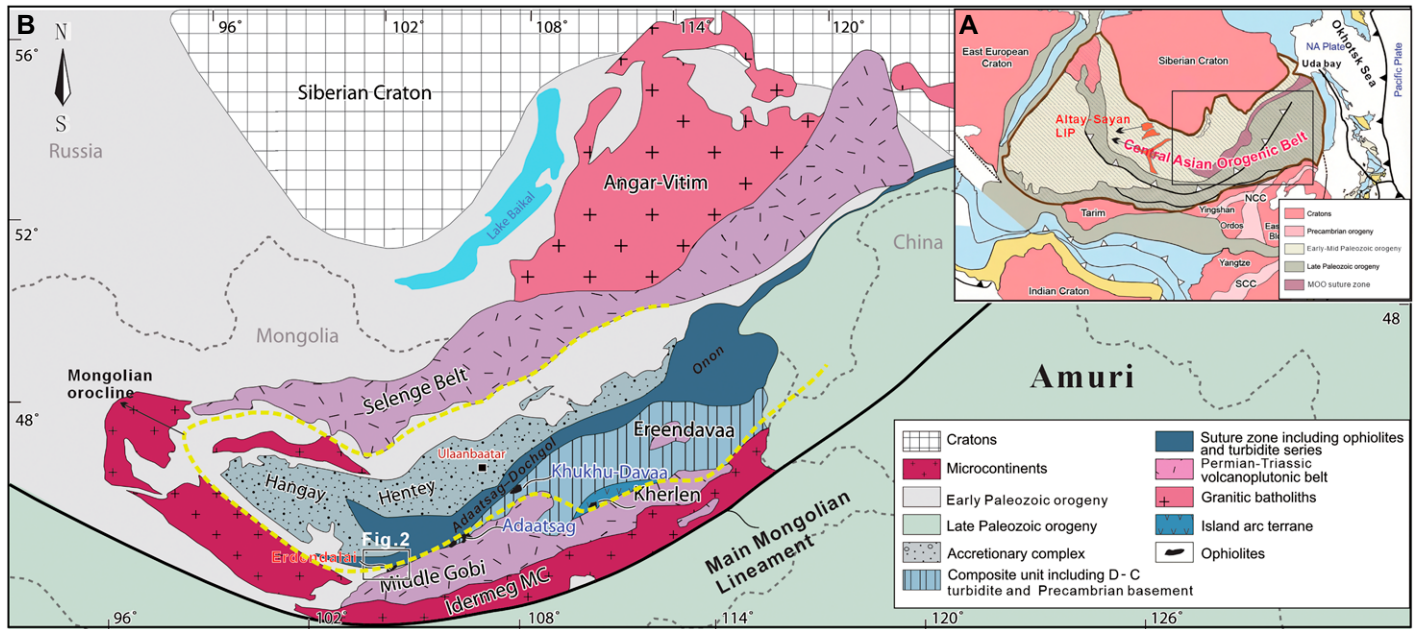 B
96°
102
108
114°
120
56°
52°
48°
N
S
Russia
Siberian Craton
Lake Baikal
Angar-Vitim
China
Mongolia
Mongolian
orocline
Selenge Belt
Onon
Ereendavaa
Ulaanbaatar
Hangay
Hentey
Adaatsag-Dochgol
Khukhu-Davaa
Kherlen
Adaatsag
Fig.2
Middle Gobi
Idermeg MC
Main Mongolian
Lineament
Amuri
48
96°
102°
108
114
120°
126°
A
East European
Craton
Siberian Craton
NA Plate
Okhotsk Sea
Uda bay
Pacific Plate
Altay-Sayan
LIP
Central Asian Orogenic Belt
Tarim
Yingshan
NCC
Ordos
Yangtze
SCC
Indian Craton
Cratons
Precambrian orogeny
Early-Mid Paleozoic orogeny
Late Paleozoic orogeny
MOO suture zone
Cratons
Microcontinents
Early Paleozoic orogeny
Late Paleozoic orogeny
Accretionary complex
Composite unit including D-C
turbidite and Precambrian basement
Suture zone including ophiolites
and turbidite series
Permian-Triassic
volcanoplutonic belt
Granitic batholiths
Island arc terrane
Ophiolites